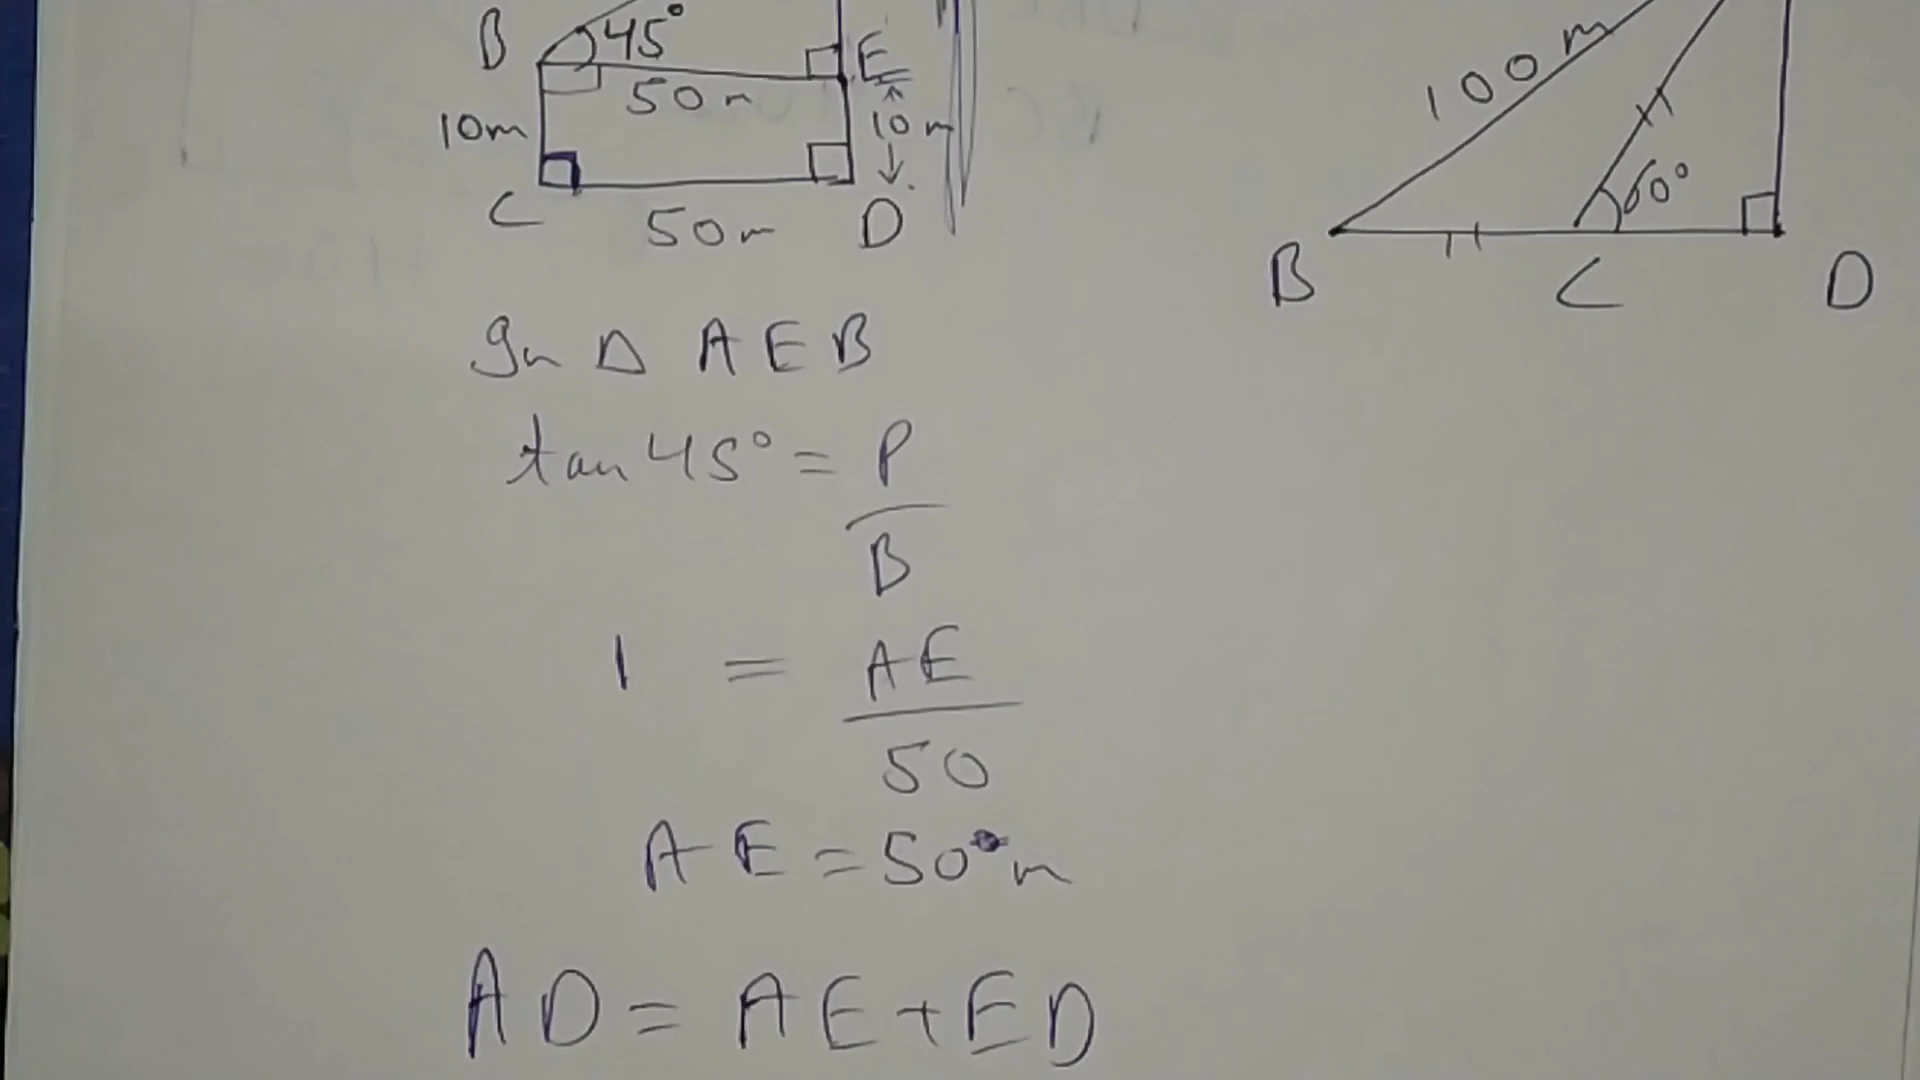 B 45° E
50m
10m 10m
C 50m D
100m
60°
B C D
In Δ AEB
tan 45° = P
B
1 = AE
50
AE = 50 m
AD = AE + ED